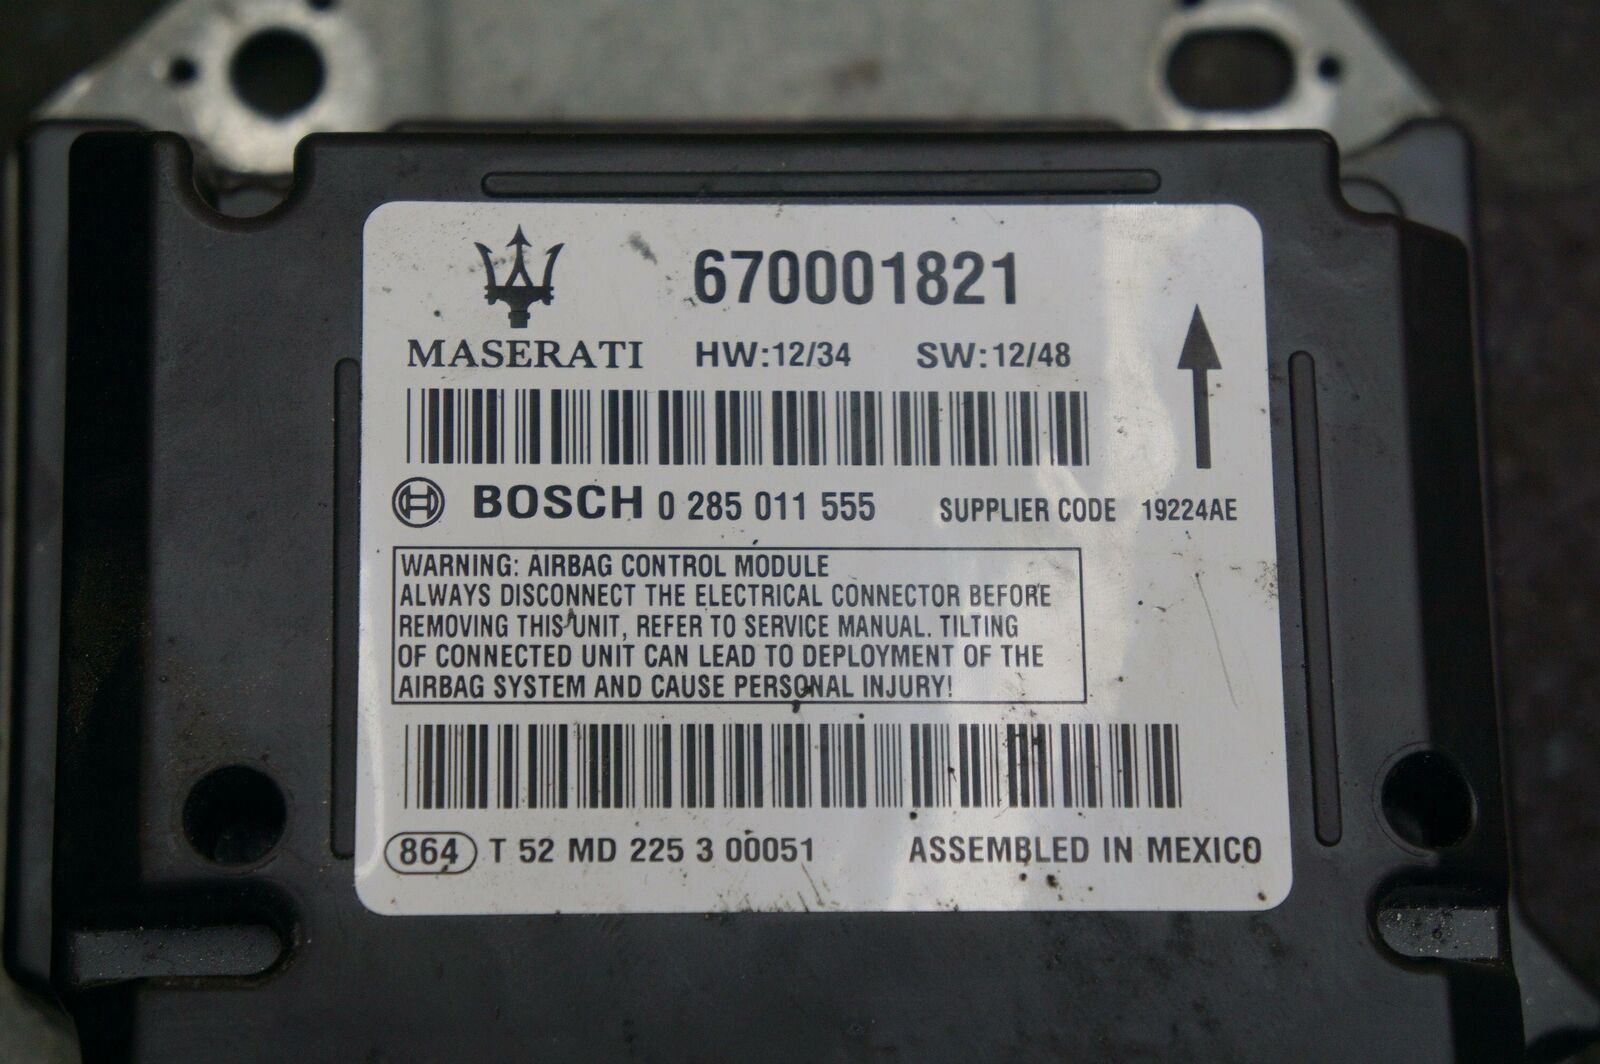 670001821
MASERATI HW:12/34 SW:12/48
BOSCH 0 285 011 555 SUPPLIER CODE 19224AE
WARNING: AIRBAG CONTROL MODULE
ALWAYS DISCONNECT THE ELECTRICAL CONNECTOR BEFORE
REMOVING THIS UNIT, REFER TO SERVICE MANUAL. TILTING
OF CONNECTED UNIT CAN LEAD TO DEPLOYMENT OF THE
AIRBAG SYSTEM AND CAUSE PERSONAL INJURY!
864 T 52 MD 225 3 00051 ASSEMBLED IN MEXICO